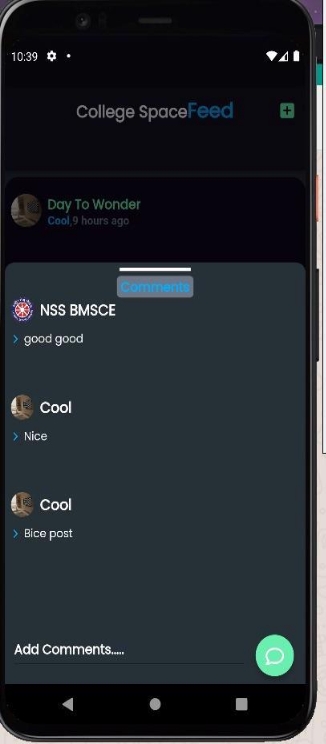 10:39
College SpaceFeed
Day To Wonder
Cool,9 hours ago
Comments
NSS BMSCE
good good
Cool
Nice
Cool
Bice post
Add Comments.....